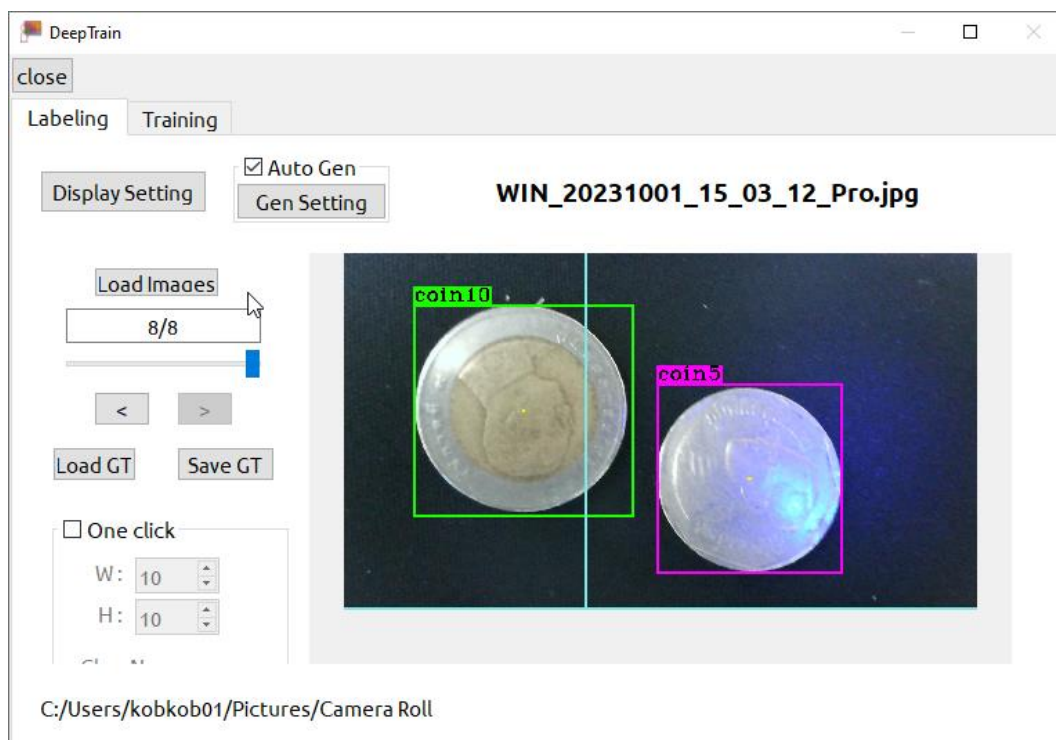 DeepTrain
close
Labeling Training
Display Setting
Auto Gen
Gen Setting
WIN_20231001_15_03_12_Pro.jpg
Load Images
8/8
coin10
coin5
< >
Load GT Save GT
One click
W: 10
H: 10
C:/Users/kobkob01/Pictures/Camera Roll